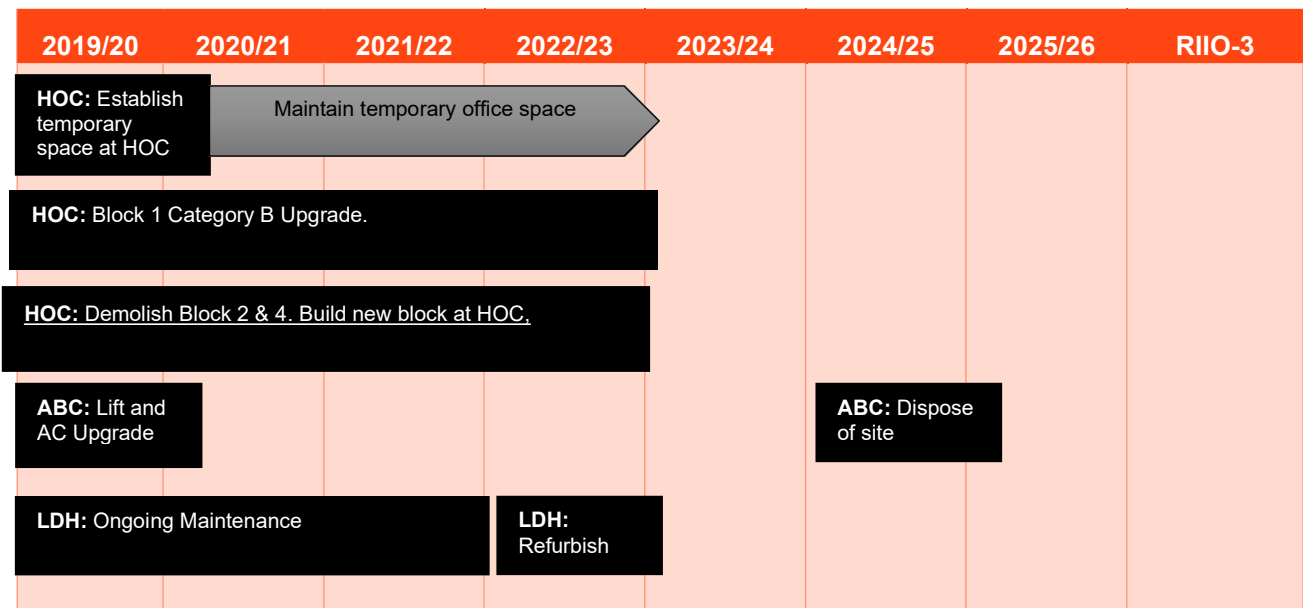 2019/20 2020/21 2021/22 2022/23 2023/24 2024/25 2025/26 RIIO-3
HOC: Establish
temporary
space at HOC
Maintain temporary office space
HOC: Block 1 Category B Upgrade.
HOC: Demolish Block 2 & 4. Build new block at HOC,
ABC: Lift and
AC Upgrade
ABC: Dispose
of site
LDH: Ongoing Maintenance
LDH:
Refurbish